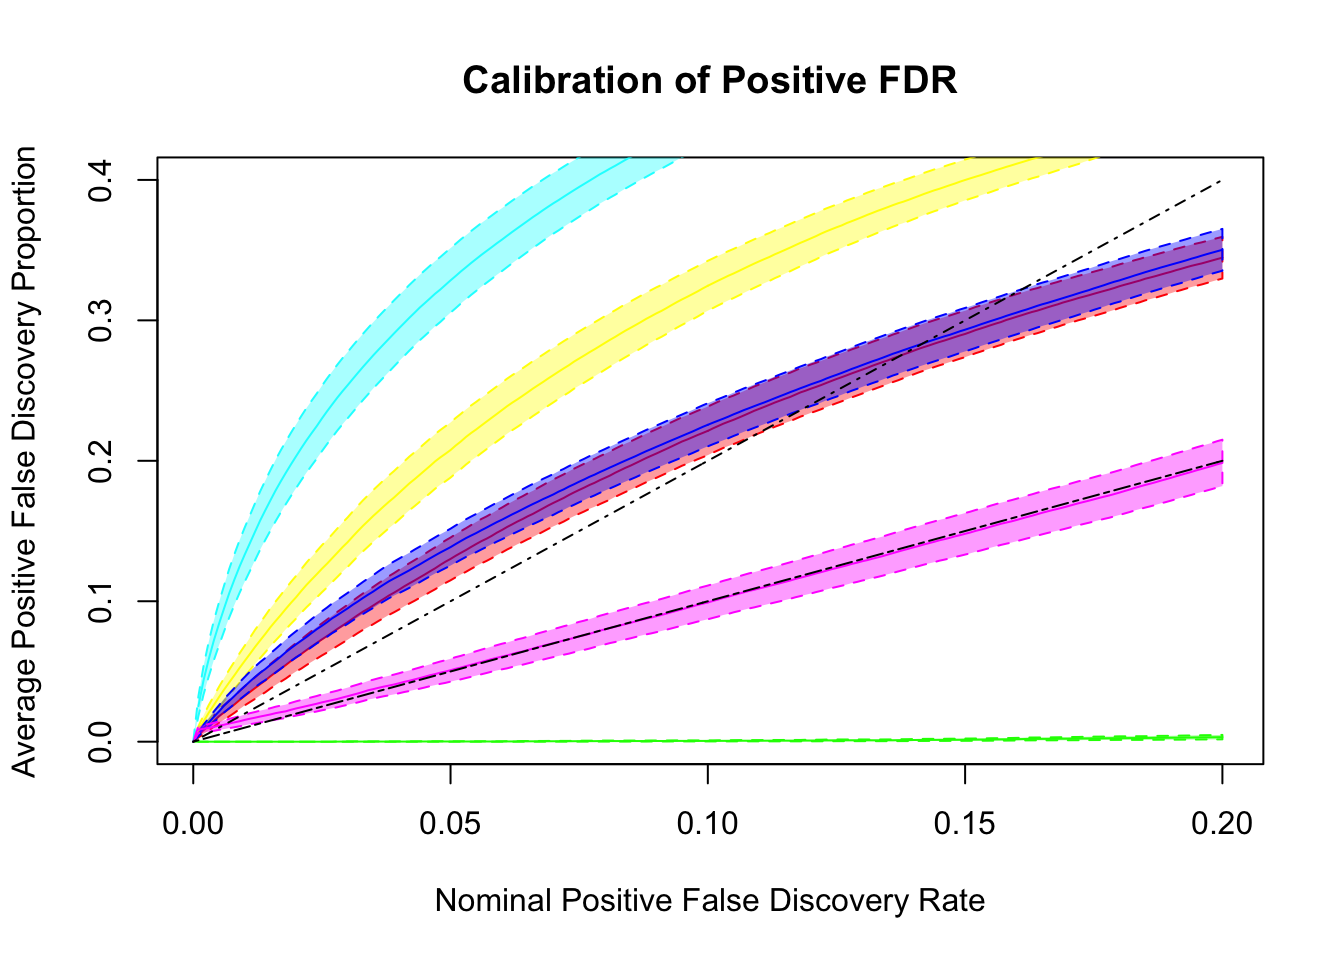 Calibration of Positive FDR
Average Positive False Discovery Proportion
0.4
0.3
0.2
0.1
0.0
0.00 0.05 0.10 0.15 0.20
Nominal Positive False Discovery Rate